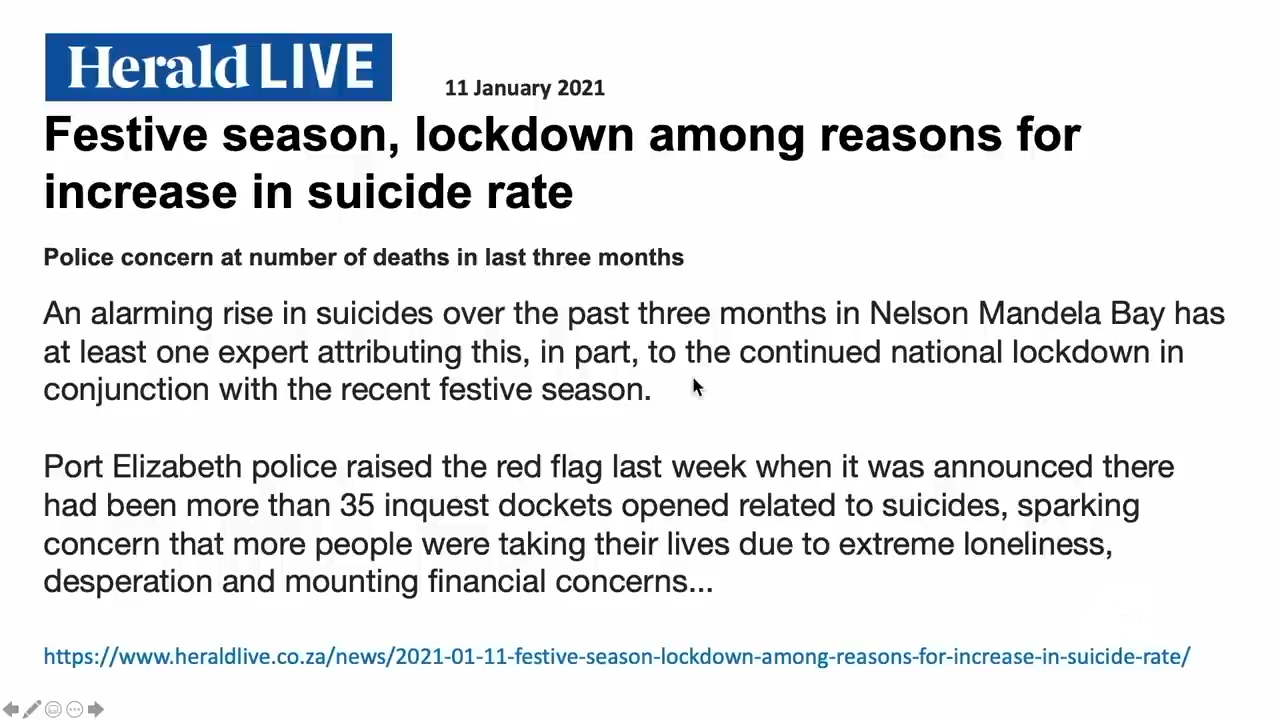 Herald LIVE
11 January 2021
Festive season, lockdown among reasons for
increase in suicide rate
Police concern at number of deaths in last three months
An alarming rise in suicides over the past three months in Nelson Mandela Bay has
at least one expert attributing this, in part, to the continued national lockdown in
conjunction with the recent festive season.
Port Elizabeth police raised the red flag last week when it was announced there
had been more than 35 inquest dockets opened related to suicides, sparking
concern that more people were taking their lives due to extreme loneliness,
desperation and mounting financial concerns...
https://www.heraldlive.co.za/news/2021-01-11-festive-season-lockdown-among-reasons-for-increase-in-suicide-rate/